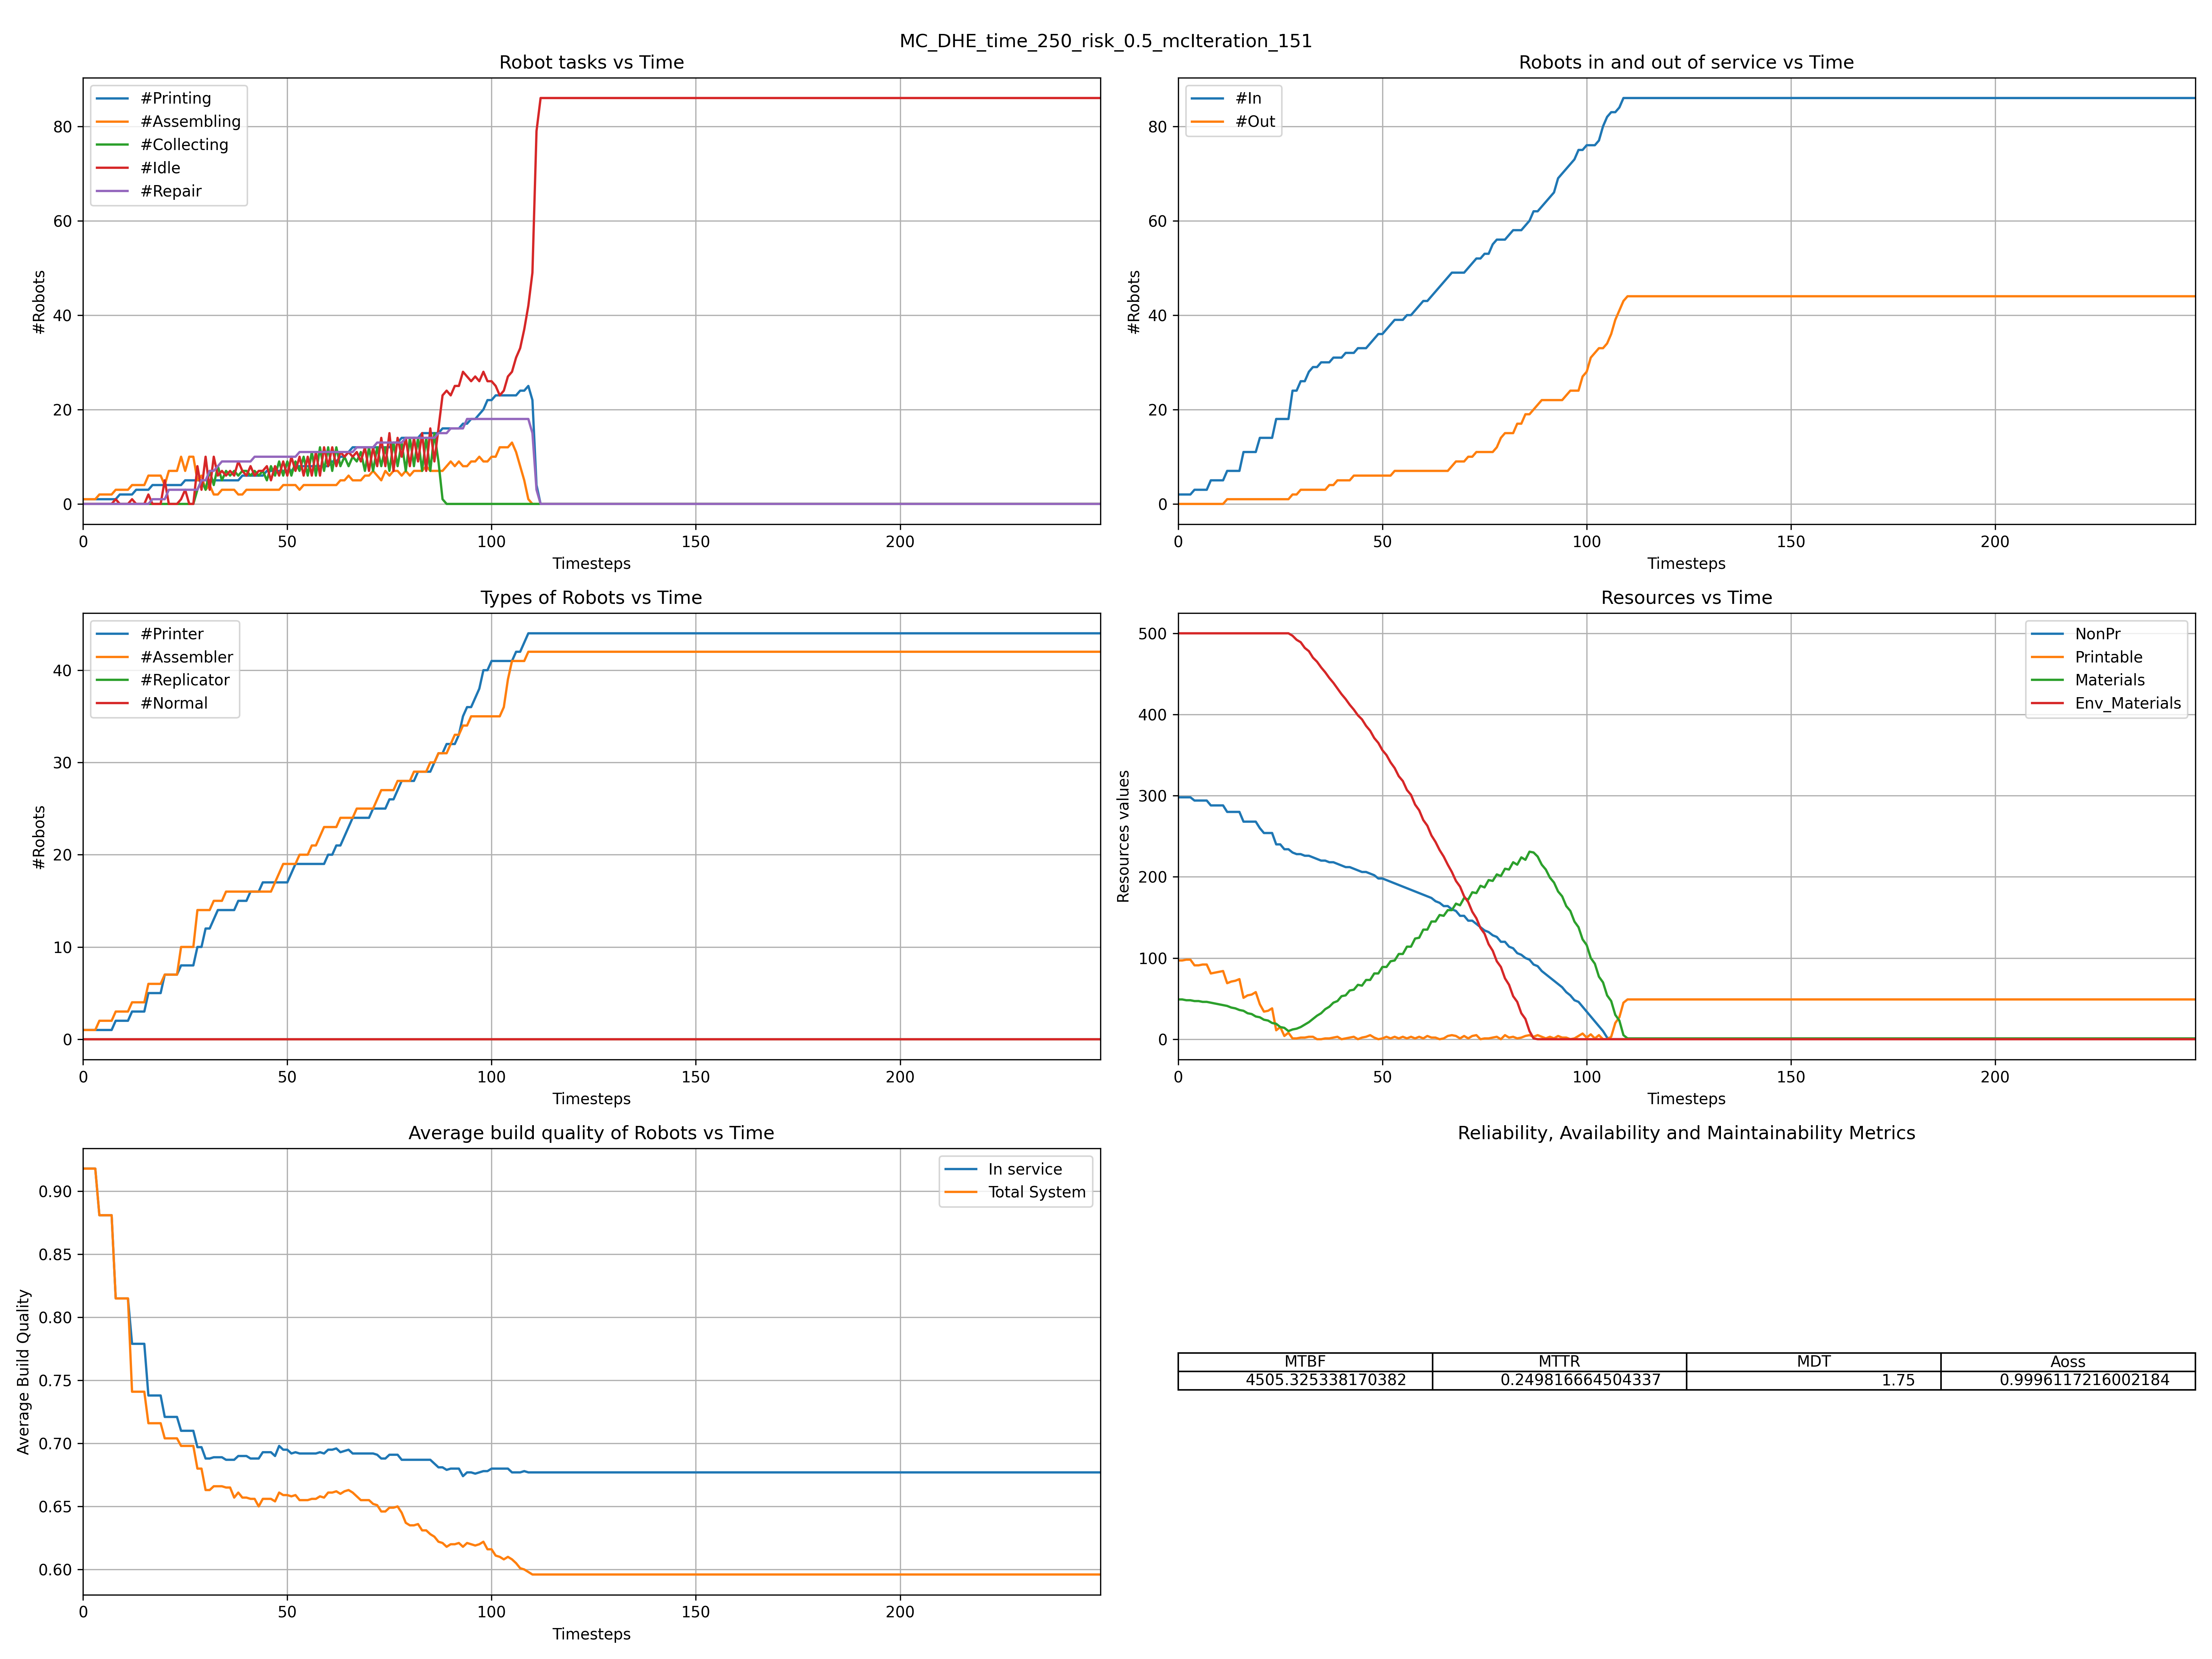 MC_DHE_time_250_risk_0.5_mcIteration_151
Robot tasks vs Time
#Printing
#Assembling
#Collecting
#Idle
#Repair
#Robots
80
60
40
20
0
0 50 100 150 200
Timesteps
Robots in and out of service vs Time
#In
#Out
#Robots
80
60
40
20
0
0 50 100 150 200
Timesteps
Types of Robots vs Time
#Printer
#Assembler
#Replicator
#Normal
#Robots
40
30
20
10
0
0 50 100 150 200
Timesteps
Resources vs Time
NonPr
Printable
Materials
Env_Materials
Resources values
500
400
300
200
100
0
0 50 100 150 200
Timesteps
Average build quality of Robots vs Time
In service
Total System
Average Build Quality
0.90
0.85
0.80
0.75
0.70
0.65
0.60
0 50 100 150 200
Timesteps
Reliability, Availability and Maintainability Metrics
MTBF MTTR MDT Aoss
4505.325338170382 0.249816664504337 1.75 0.9996117216002184